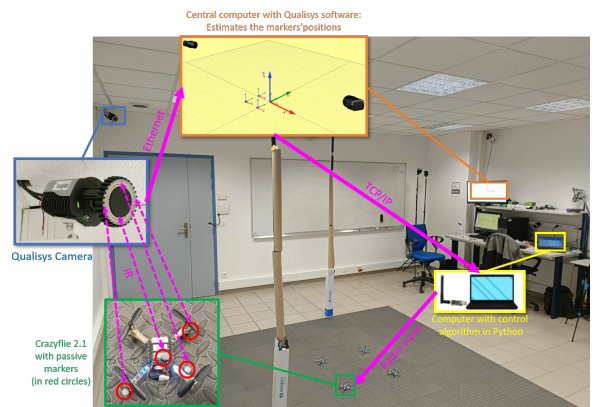 Central computer with Qualisys software:
Estimates the markers'positions
Ethernet
TCP/IP
Qualisys Camera
IR
Crazyflie 2.1
with passive
markers
(in red circles)
Computer with control
algorithm in Python